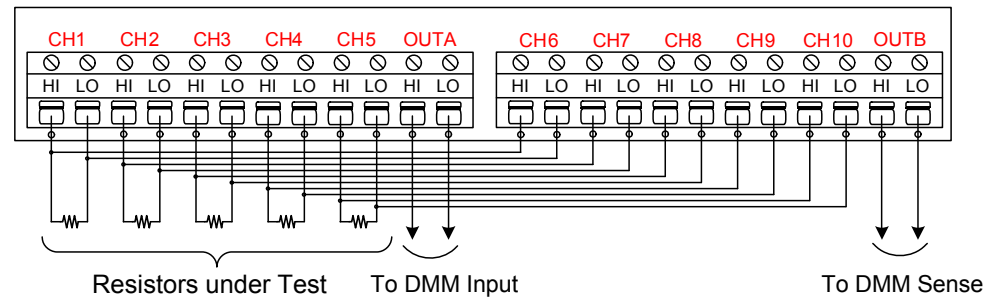 CH1 CH2 CH3 CH4 CH5 OUTA CH6 CH7 CH8 CH9 CH10 OUTB
HI LO HI LO HI LO HI LO HI LO HI LO HI LO HI LO HI LO HI LO HI LO HI LO
Resistors under Test To DMM Input To DMM Sense